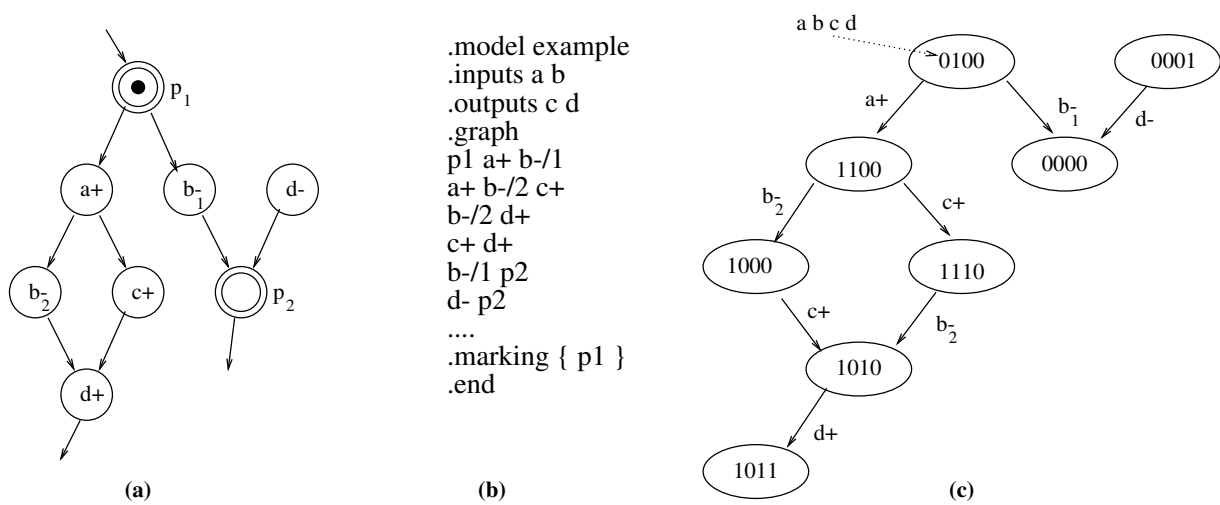 p1
a+
b-1
d-
b-2
c+
p2
d+
(a)
.model example
.inputs a b
.outputs c d
.graph
p1 a+ b-/1
a+ b-/2 c+
b-/2 d+
c+ d+
b-/1 p2
d- p2
....
.marking { p1 }
.end
(b)
a b c d
0100
0001
a+
b-1
d-
1100
0000
b-2
c+
1000
1110
c+
b-2
1010
d+
1011
(c)